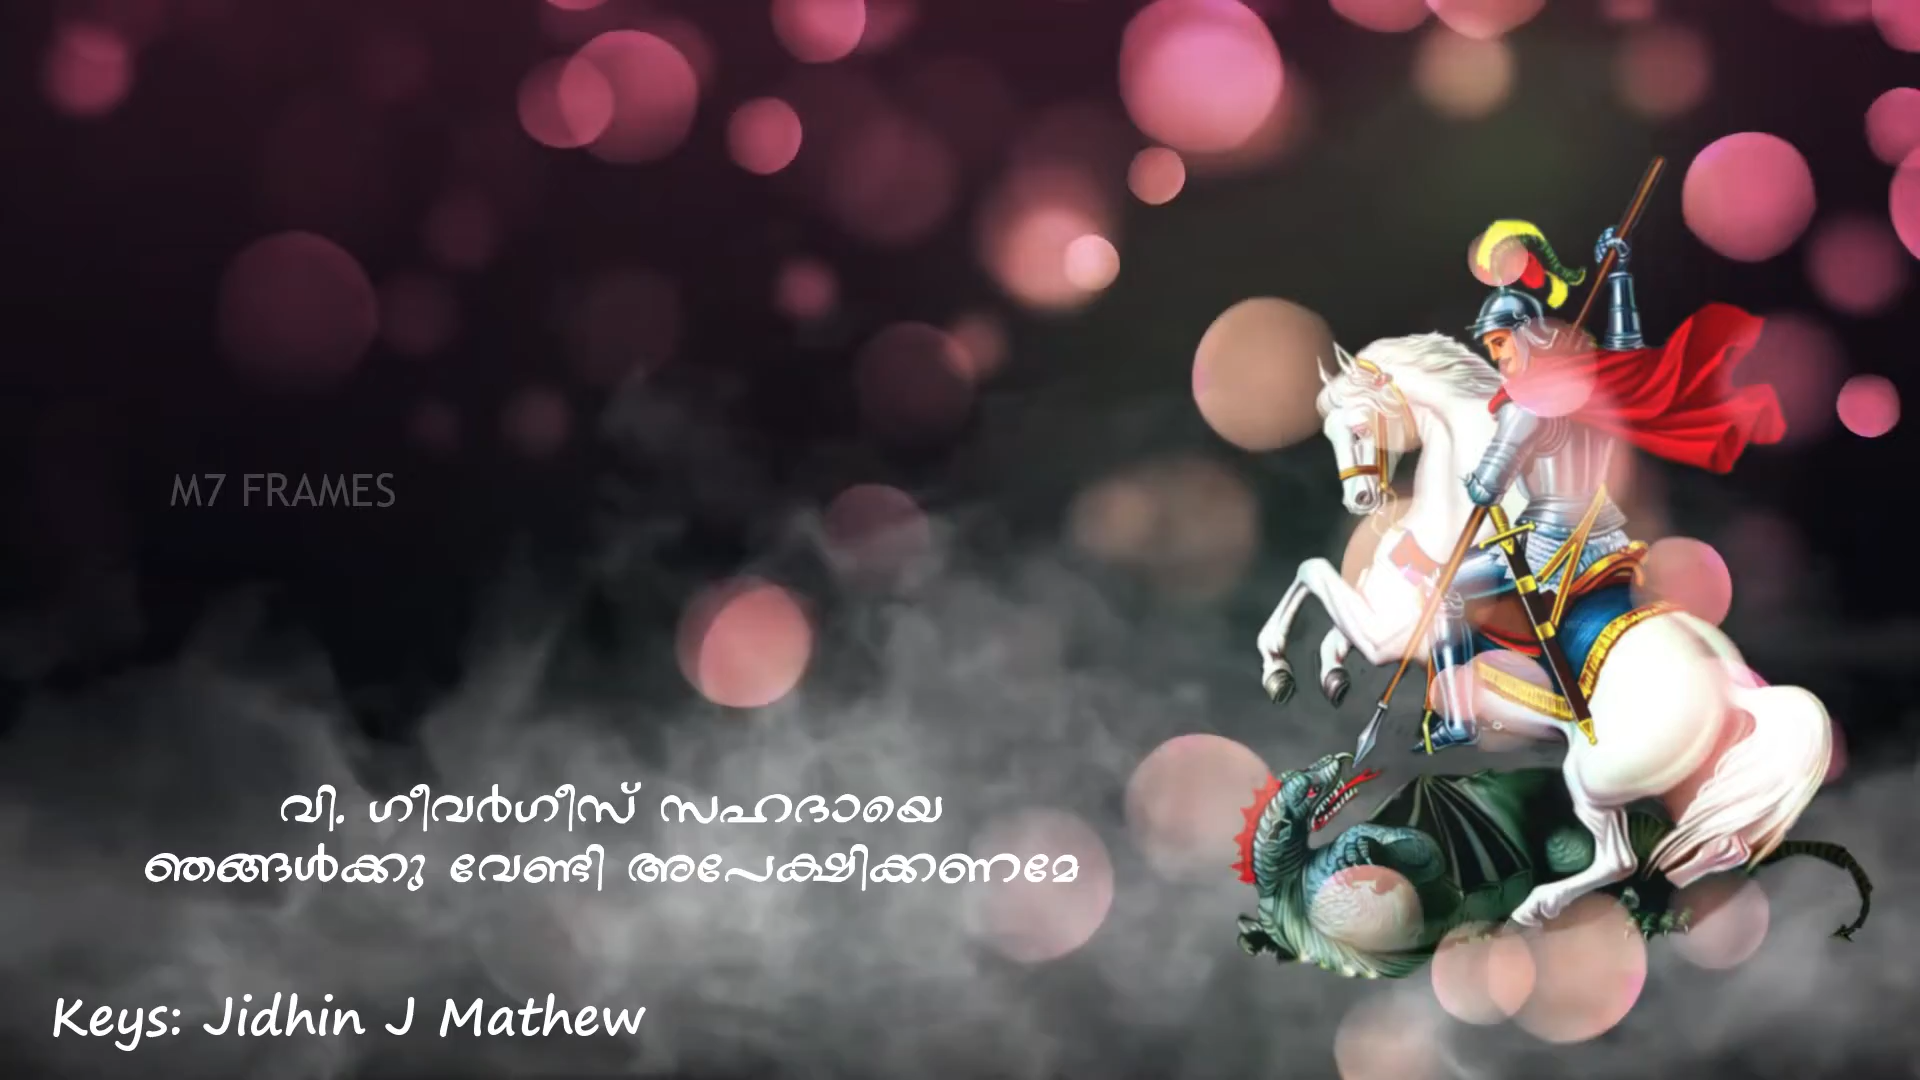 M7 FRAMES
വി. ഗീവർഗീസ് സഹദായെ
ഞങ്ങൾക്കു വേണ്ടി അപേക്ഷിക്കണമേ
Keys: Jidhin J Mathew